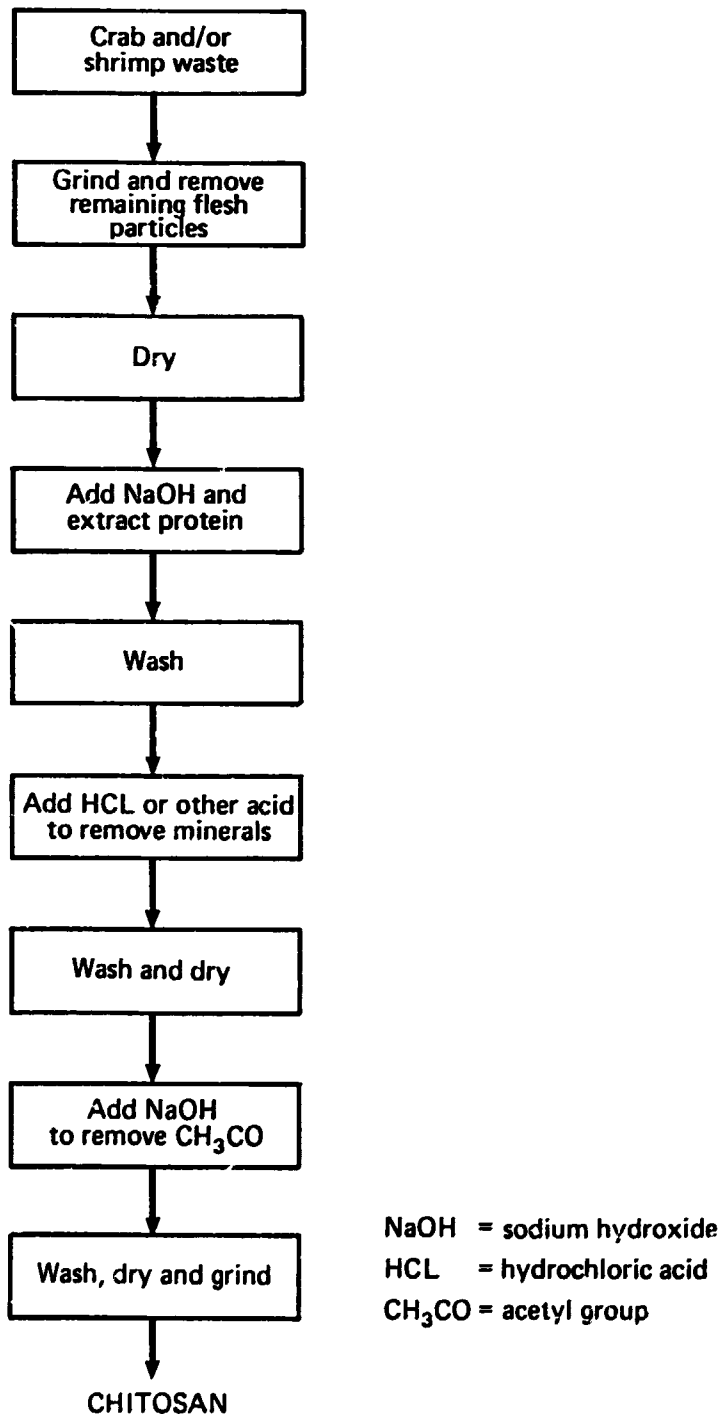 Crab and/or
shrimp waste
Grind and remove
remaining flesh
particles
Dry
Add NaOH and
extract protein
Wash
Add HCL or other acid
to remove minerals
Wash and dry
Add NaOH
to remove CH₃CO
Wash, dry and grind
CHITOSAN
NaOH = sodium hydroxide
HCL = hydrochloric acid
CH₃CO = acetyl group